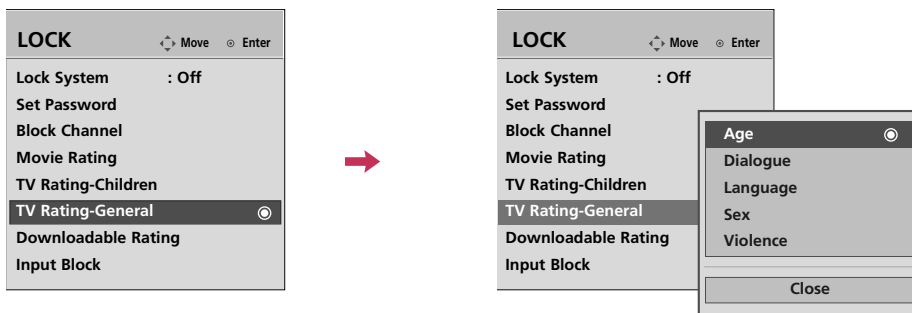 LOCK Move Enter
Lock System : Off
Set Password
Block Channel
Movie Rating
TV Rating-Children
TV Rating-General
Downloadable Rating
Input Block
LOCK Move Enter
Lock System : Off
Set Password
Block Channel
Movie Rating
TV Rating-Children
TV Rating-General
Downloadable Rating
Input Block
Age
Dialogue
Language
Sex
Violence
Close